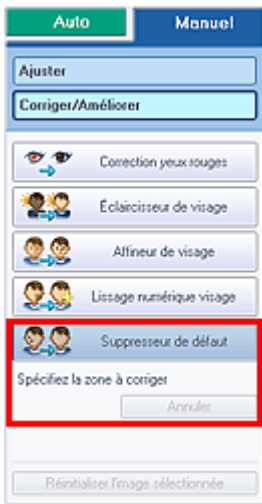 Auto Manuel
Ajuster
Corriger/Améliorer
Correction yeux rouges
Éclaircisseur de visage
Affineur de visage
Lissage numérique visage
Suppresseur de défaut
Spécifiez la zone à corriger
Annuler
Réinitialiser l'image sélectionnée